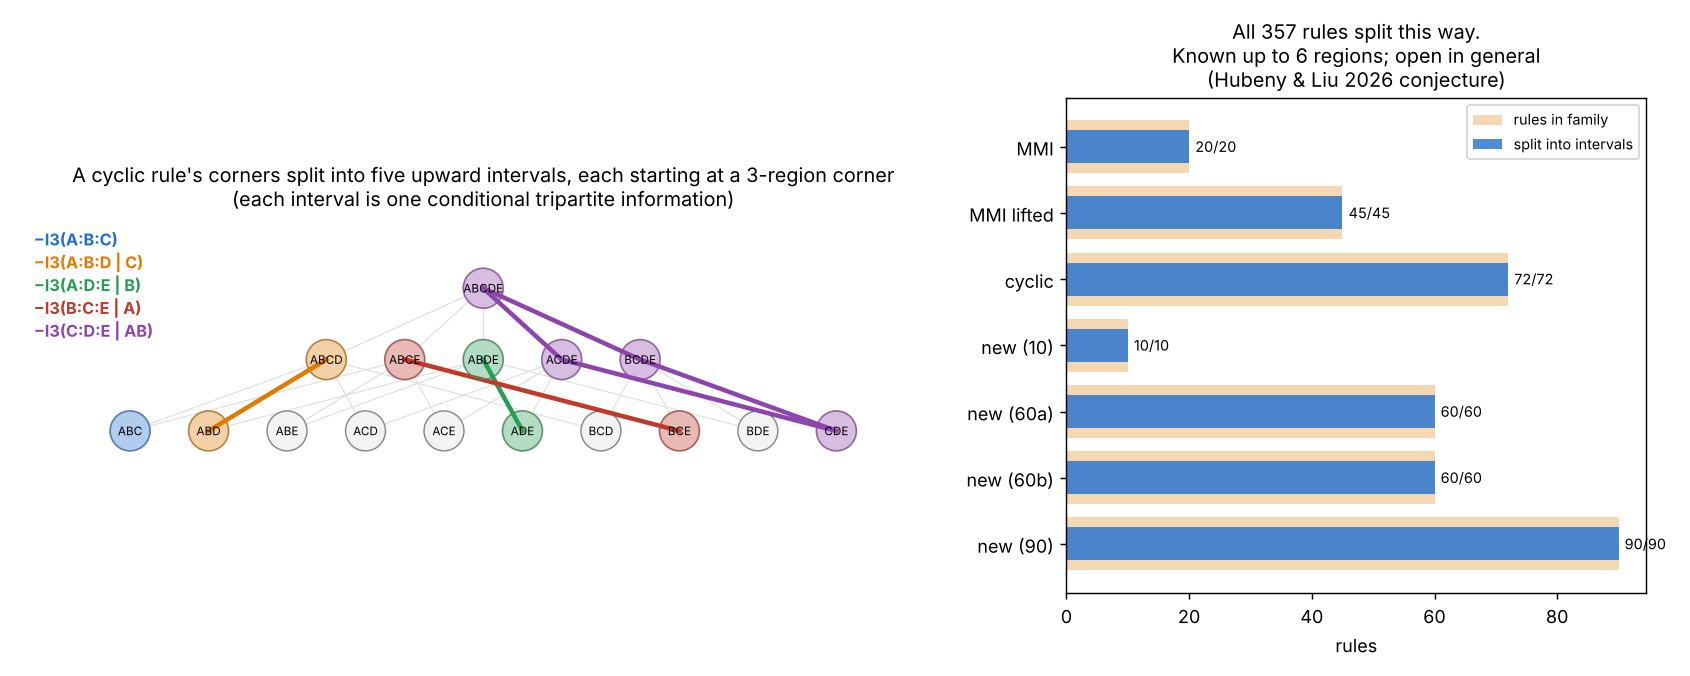 A cyclic rule's corners split into five upward intervals, each starting at a 3-region corner
(each interval is one conditional tripartite information)
−I3(A:B:C)
−I3(A:B:D | C)
−I3(A:D:E | B)
−I3(B:C:E | A)
−I3(C:D:E | AB)
ABCDE
ABCD ABCE ABDE ACDE BCDE
ABC ABD ABE ACD ACE ADE BCD BCE BDE CDE
All 357 rules split this way.
Known up to 6 regions; open in general
(Hubeny & Liu 2026 conjecture)
rules in family
split into intervals
MMI 20/20
MMI lifted 45/45
cyclic 72/72
new (10) 10/10
new (60a) 60/60
new (60b) 60/60
new (90) 90/90
0 20 40 60 80
rules